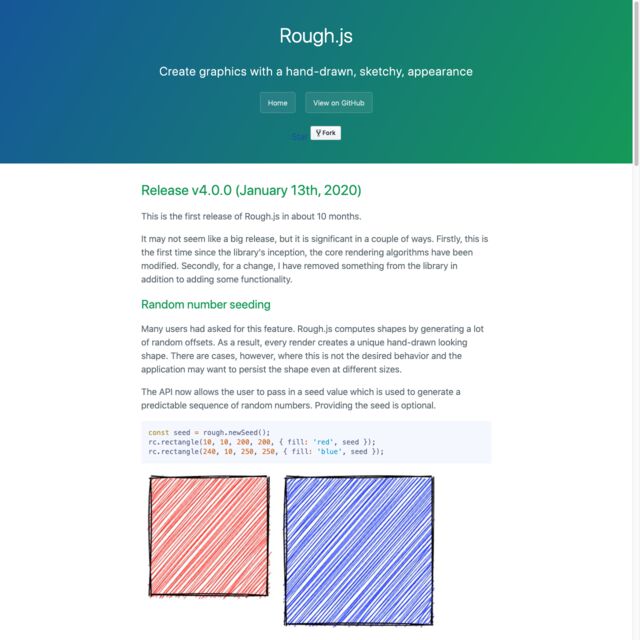 Rough.js
Create graphics with a hand-drawn, sketchy, appearance
Home
View on GitHub
Star
Fork
Release v4.0.0 (January 13th, 2020)
This is the first release of Rough.js in about 10 months.
It may not seem like a big release, but it is significant in a couple of ways. Firstly, this is
the first time since the library's inception, the core rendering algorithms have been
modified. Secondly, for a change, I have removed something from the library in
addition to adding some functionality.
Random number seeding
Many users had asked for this feature. Rough.js computes shapes by generating a lot
of random offsets. As a result, every render creates a unique hand-drawn looking
shape. There are cases, however, where this is not the desired behavior and the
application may want to persist the shape even at different sizes.
The API now allows the user to pass in a seed value which is used to generate a
predictable sequence of random numbers. Providing the seed is optional.
const seed = rough.newSeed();
rc.rectangle(10, 10, 200, 200, { fill: 'red', seed });
rc.rectangle(240, 10, 250, 250, { fill: 'blue', seed });